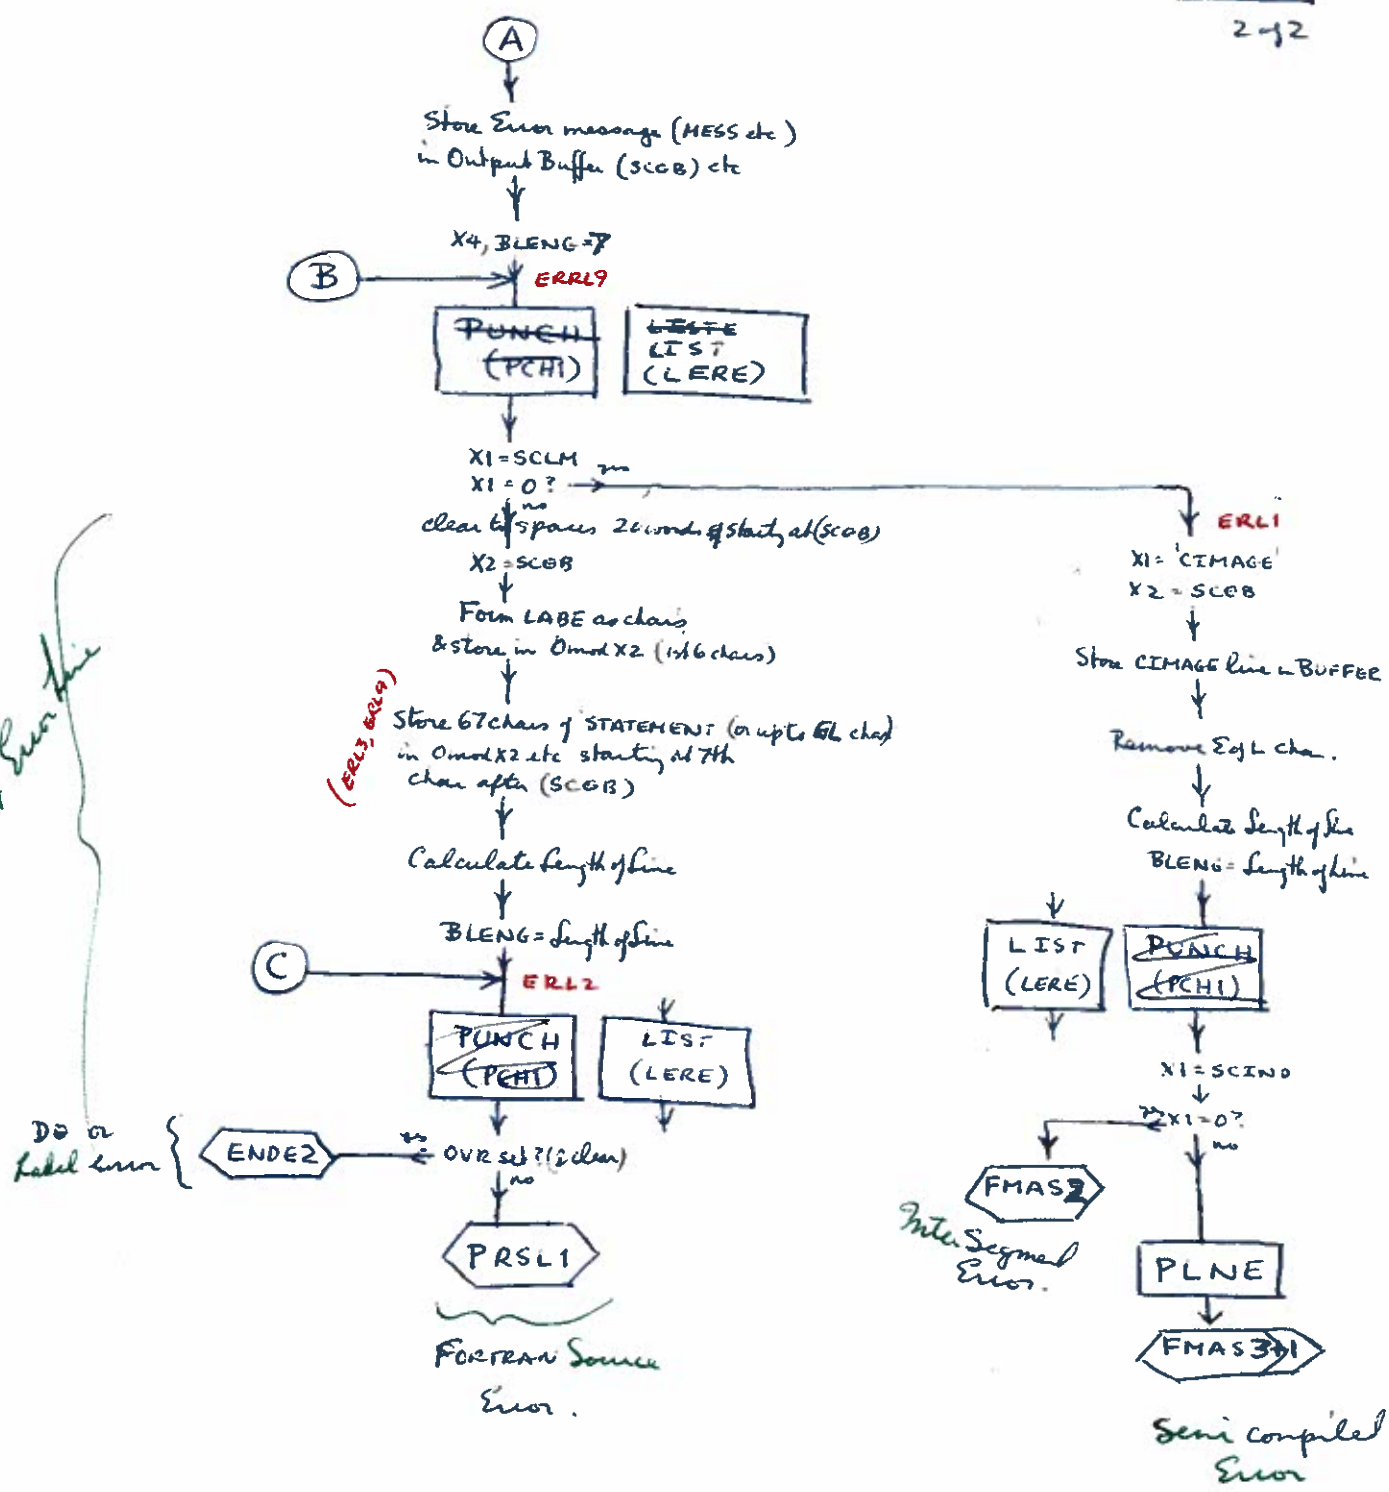 2 of 2
A
Store Error message (MESS etc)
in Output Buffer (SCOB) etc
X4, BLENG = 7
B
ERRL9
PUNCH
(PCH1)
LISTE
LIST
(LERE)
X1 = SCLM
X1 = 0? yes
no
clear to spaces 20 words starting at (SCOB)
X2 = SCOB
Form LABE as chars
& store in 0 mod X2 (1st 6 chars)
(ERL3, ERL9)
Store 67 chars of STATEMENT (or up to EL char)
in 0 mod X2 etc starting at 7th
char after (SCOB)
Calculate Length of Line
BLENG = Length of Line
C
ERL2
PUNCH
(PCH1)
LIST
(LERE)
Error Line
DO or
Label error
ENDE2
yes
OVR set? (& clear)
no
PRSL1
FORTRAN Source
Error.
ERL1
X1 = 'CIMAGE'
X2 = SCOB
Store CIMAGE line in BUFFER
Remove E of L char.
Calculate Length of Line
BLENG = Length of Line
LIST
(LERE)
PUNCH
(PCH1)
X1 = SCIND
yes X1 = 0?
no
FMAS2
Inter Segment
Error.
PLNE
FMAS3+1
Semi compiled
Error